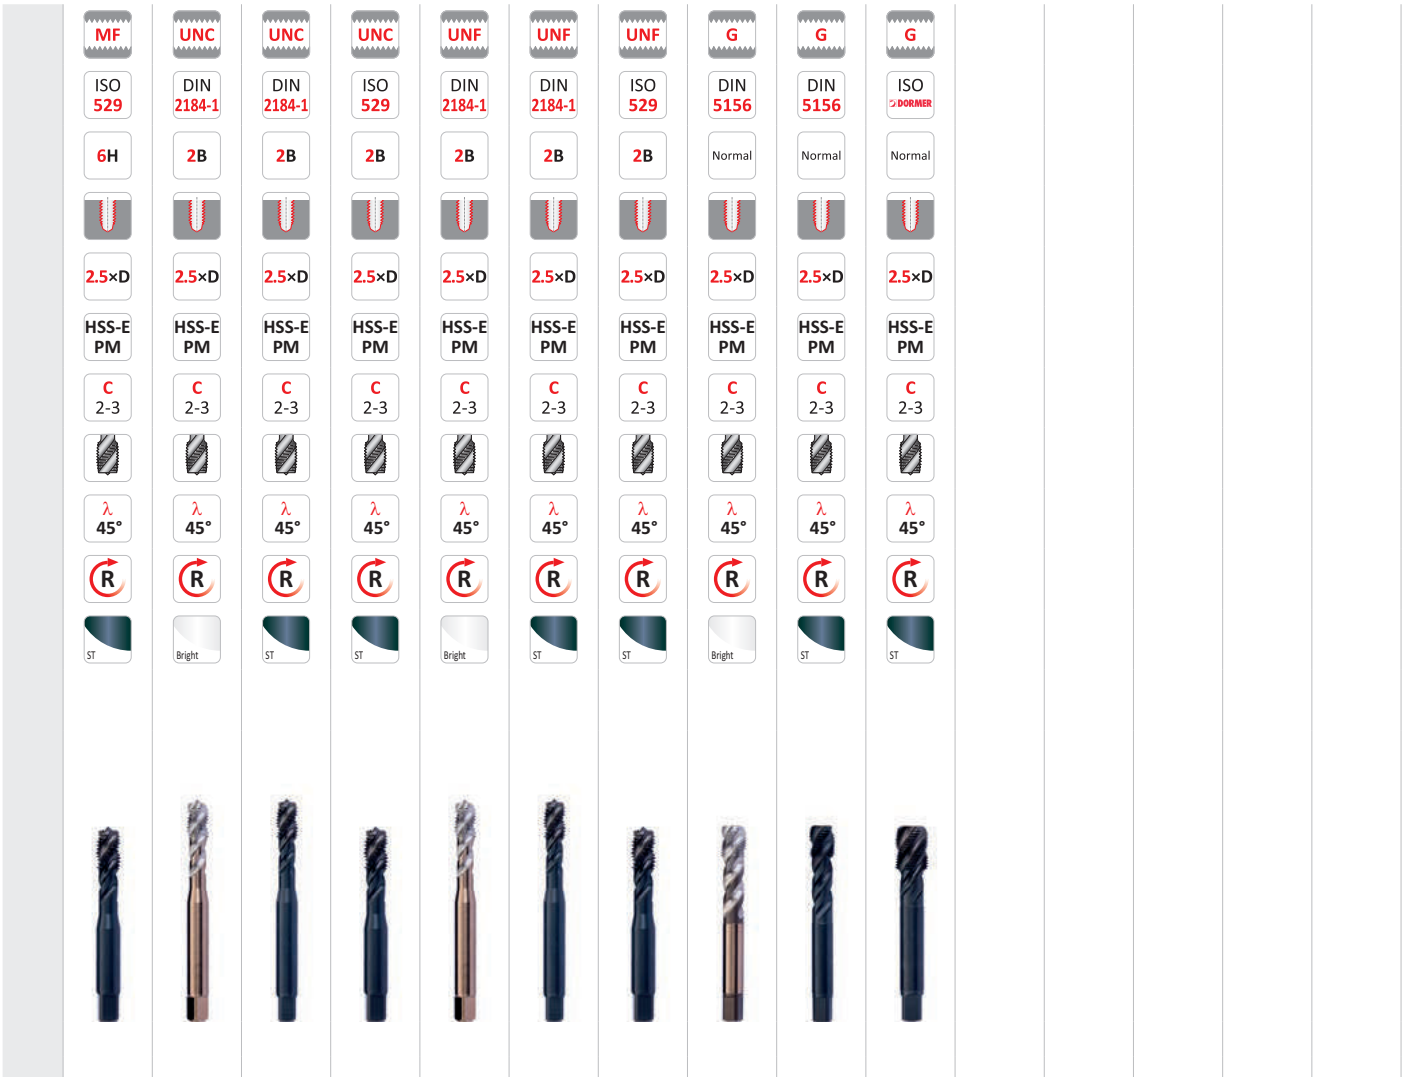 MF UNC UNC UNC UNF UNF UNF G G G
ISO DIN DIN ISO DIN DIN ISO DIN DIN ISO
529 2184-1 2184-1 529 2184-1 2184-1 529 5156 5156 DORMER
6H 2B 2B 2B 2B 2B 2B Normal Normal Normal
2.5×D 2.5×D 2.5×D 2.5×D 2.5×D 2.5×D 2.5×D 2.5×D 2.5×D 2.5×D
HSS-E HSS-E HSS-E HSS-E HSS-E HSS-E HSS-E HSS-E HSS-E HSS-E
PM PM PM PM PM PM PM PM PM PM
C C C C C C C C C C
2-3 2-3 2-3 2-3 2-3 2-3 2-3 2-3 2-3 2-3
λ λ λ λ λ λ λ λ λ λ
45° 45° 45° 45° 45° 45° 45° 45° 45° 45°
R R R R R R R R R R
ST Bright ST ST Bright ST ST Bright ST ST